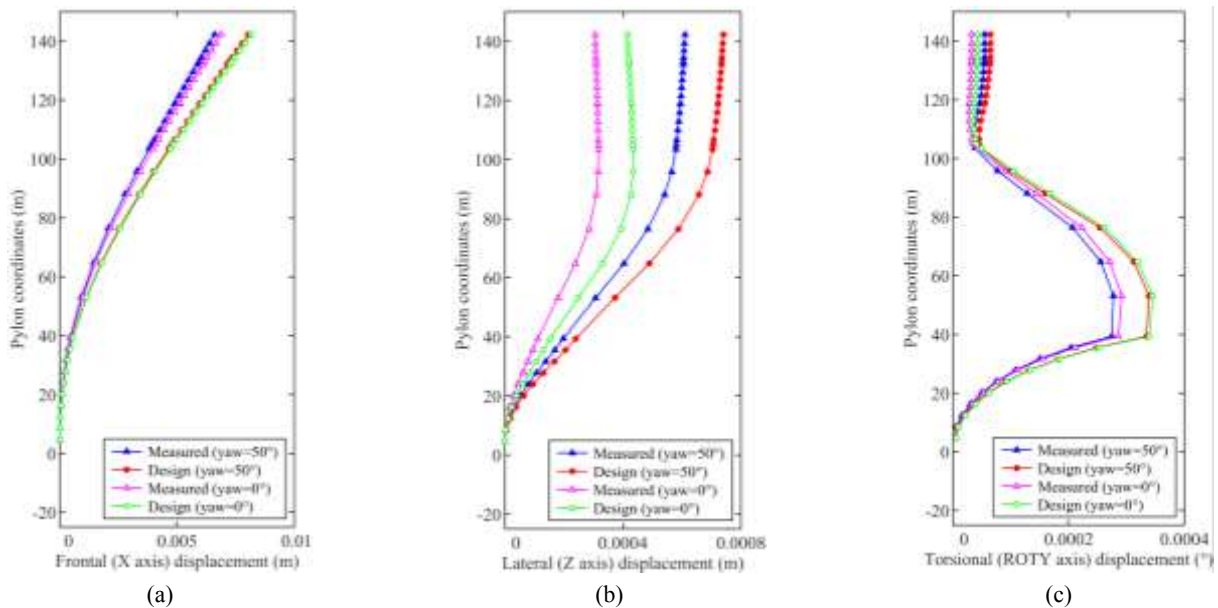 140
120
100
80
60
40
20
0
-20
Pylon coordinates (m)
Measured (yaw=50°)
Design (yaw=50°)
Measured (yaw=0°)
Design (yaw=0°)
0.005
0.01
Frontal (X axis) displacement (m)
(a)
140
120
100
80
60
40
20
0
-20
Pylon coordinates (m)
Measured (yaw=50°)
Design (yaw=50°)
Measured (yaw=0°)
Design (yaw=0°)
0
0.0004
0.0008
Lateral (Z axis) displacement (m)
(b)
140
120
100
80
60
40
20
0
-20
Pylon coordinates (m)
Measured (yaw=50°)
Design (yaw=50°)
Measured (yaw=0°)
Design (yaw=0°)
0
0.0002
0.0004
Torsional (ROTY axis) displacement (°)
(c)